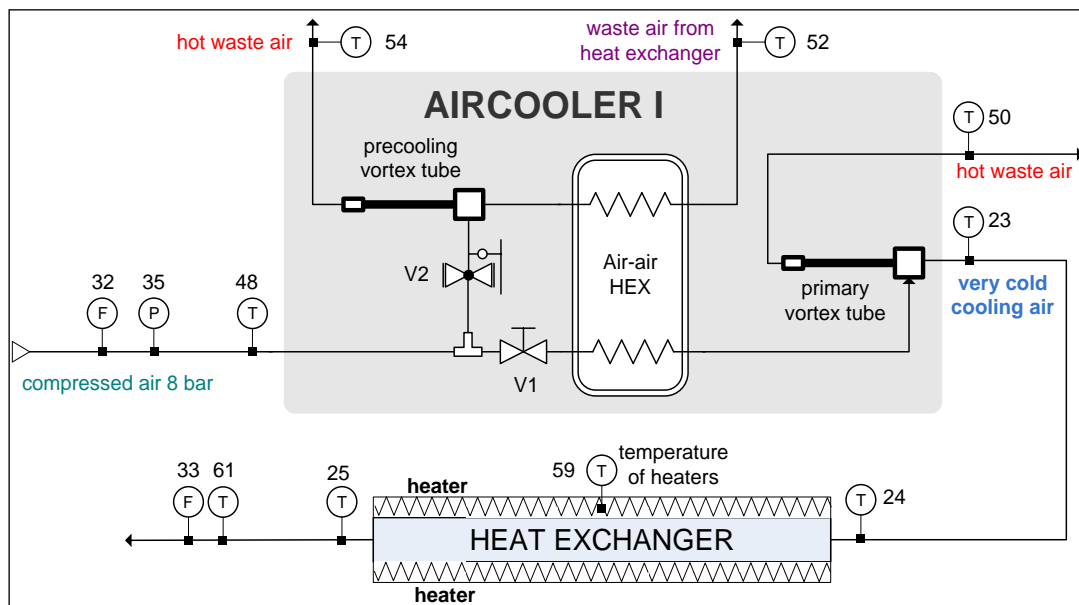 hot waste air
T
54
waste air from
heat exchanger
T
52
AIRCOOLER I
T
50
hot waste air
precooling
vortex tube
T
23
V2
Air-air
HEX
primary
vortex tube
very cold
cooling air
32
35
48
F
P
T
compressed air 8 bar
V1
33
61
25
59
T
temperature
of heaters
F
T
T
heater
T
24
HEAT EXCHANGER
heater